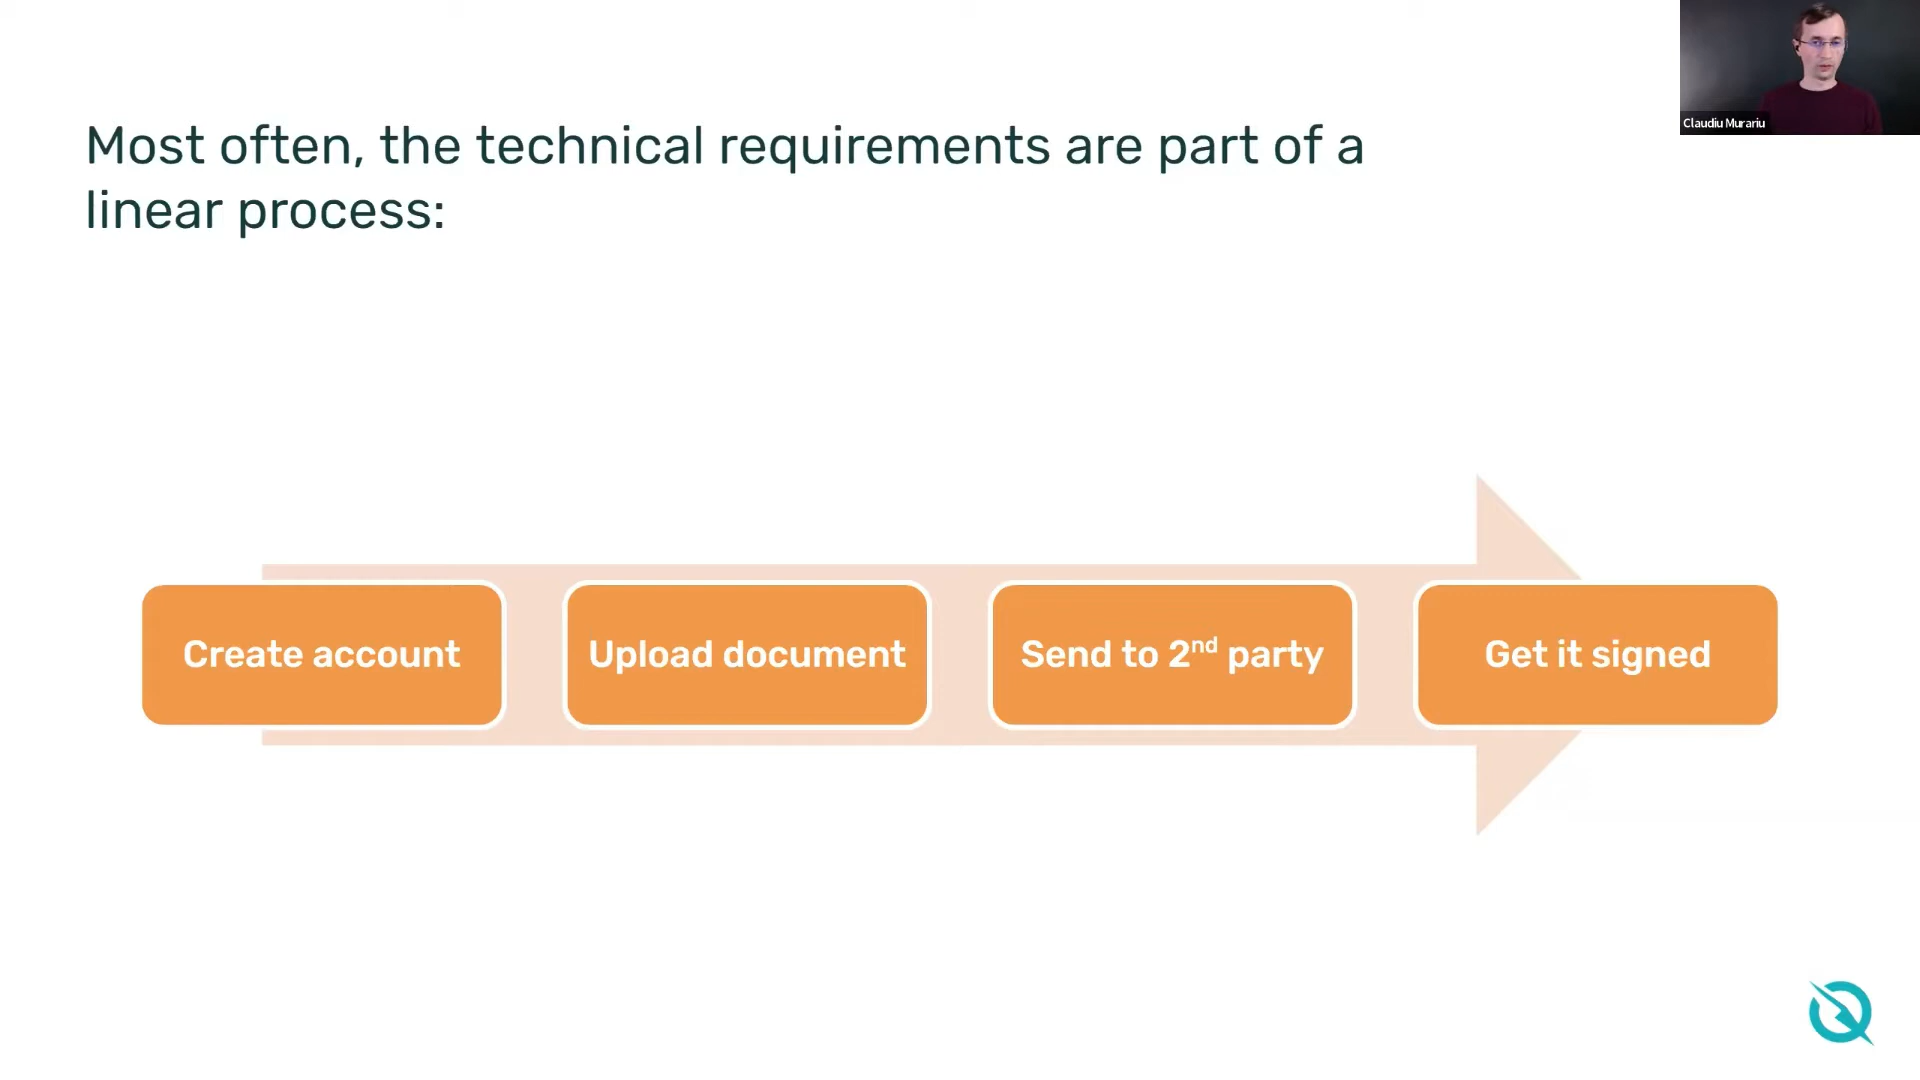 Claudiu Murariu
Most often, the technical requirements are part of a
linear process:
Create account
Upload document
Send to 2nd party
Get it signed